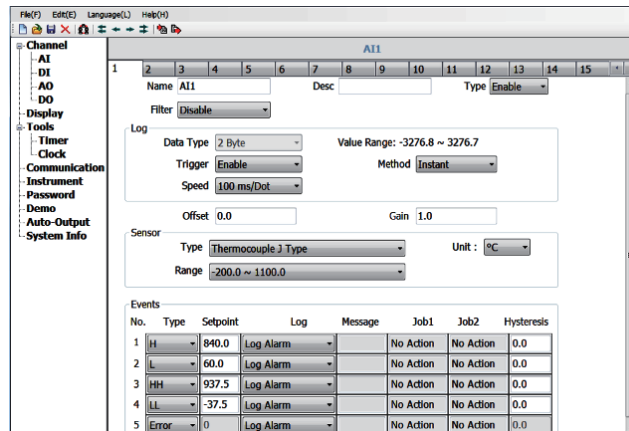 File(F) Edit(E) Language(L) Help(H)
Channel
AI
DI
AO
DO
Display
Tools
Timer
Clock
Communication
Instrument
Password
Demo
Auto-Output
System Info
AI1
1 2 3 4 5 6 7 8 9 10 11 12 13 14 15
Name AI1 Desc Type Enable
Filter Disable
Log
Data Type 2 Byte Value Range: -3276.8 ~ 3276.7
Trigger Enable Method Instant
Speed 100 ms/Dot
Offset 0.0 Gain 1.0
Sensor
Type Thermocouple J Type Unit : °C
Range -200.0 ~ 1100.0
Events
No. Type Setpoint Log Message Job1 Job2 Hysteresis
1 H 840.0 Log Alarm No Action No Action 0.0
2 L 60.0 Log Alarm No Action No Action 0.0
3 HH 937.5 Log Alarm No Action No Action 0.0
4 LL -37.5 Log Alarm No Action No Action 0.0
5 Error 0 Log Alarm No Action No Action 0.0